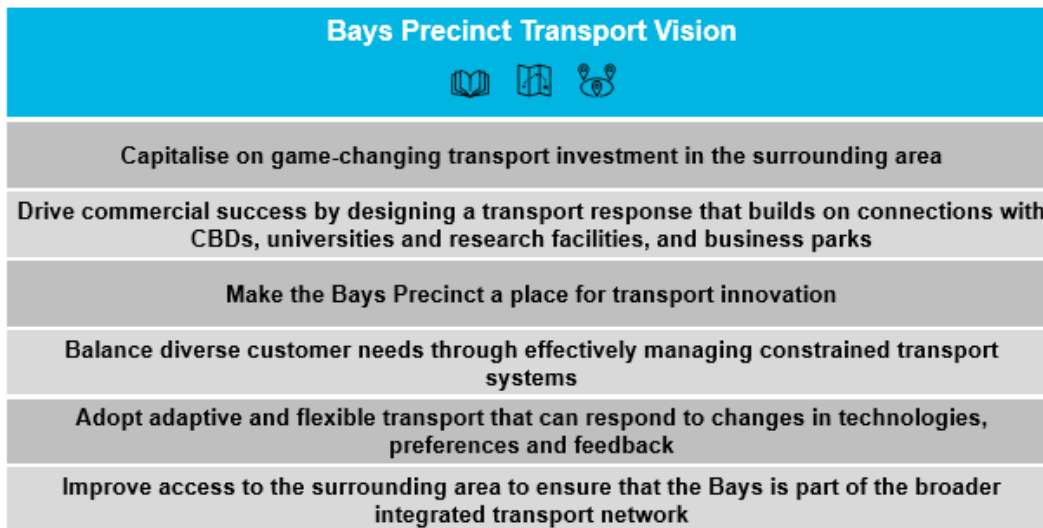 Bays Precinct Transport Vision
Capitalise on game-changing transport investment in the surrounding area
Drive commercial success by designing a transport response that builds on connections with
CBDs, universities and research facilities, and business parks
Make the Bays Precinct a place for transport innovation
Balance diverse customer needs through effectively managing constrained transport
systems
Adopt adaptive and flexible transport that can respond to changes in technologies,
preferences and feedback
Improve access to the surrounding area to ensure that the Bays is part of the broader
integrated transport network